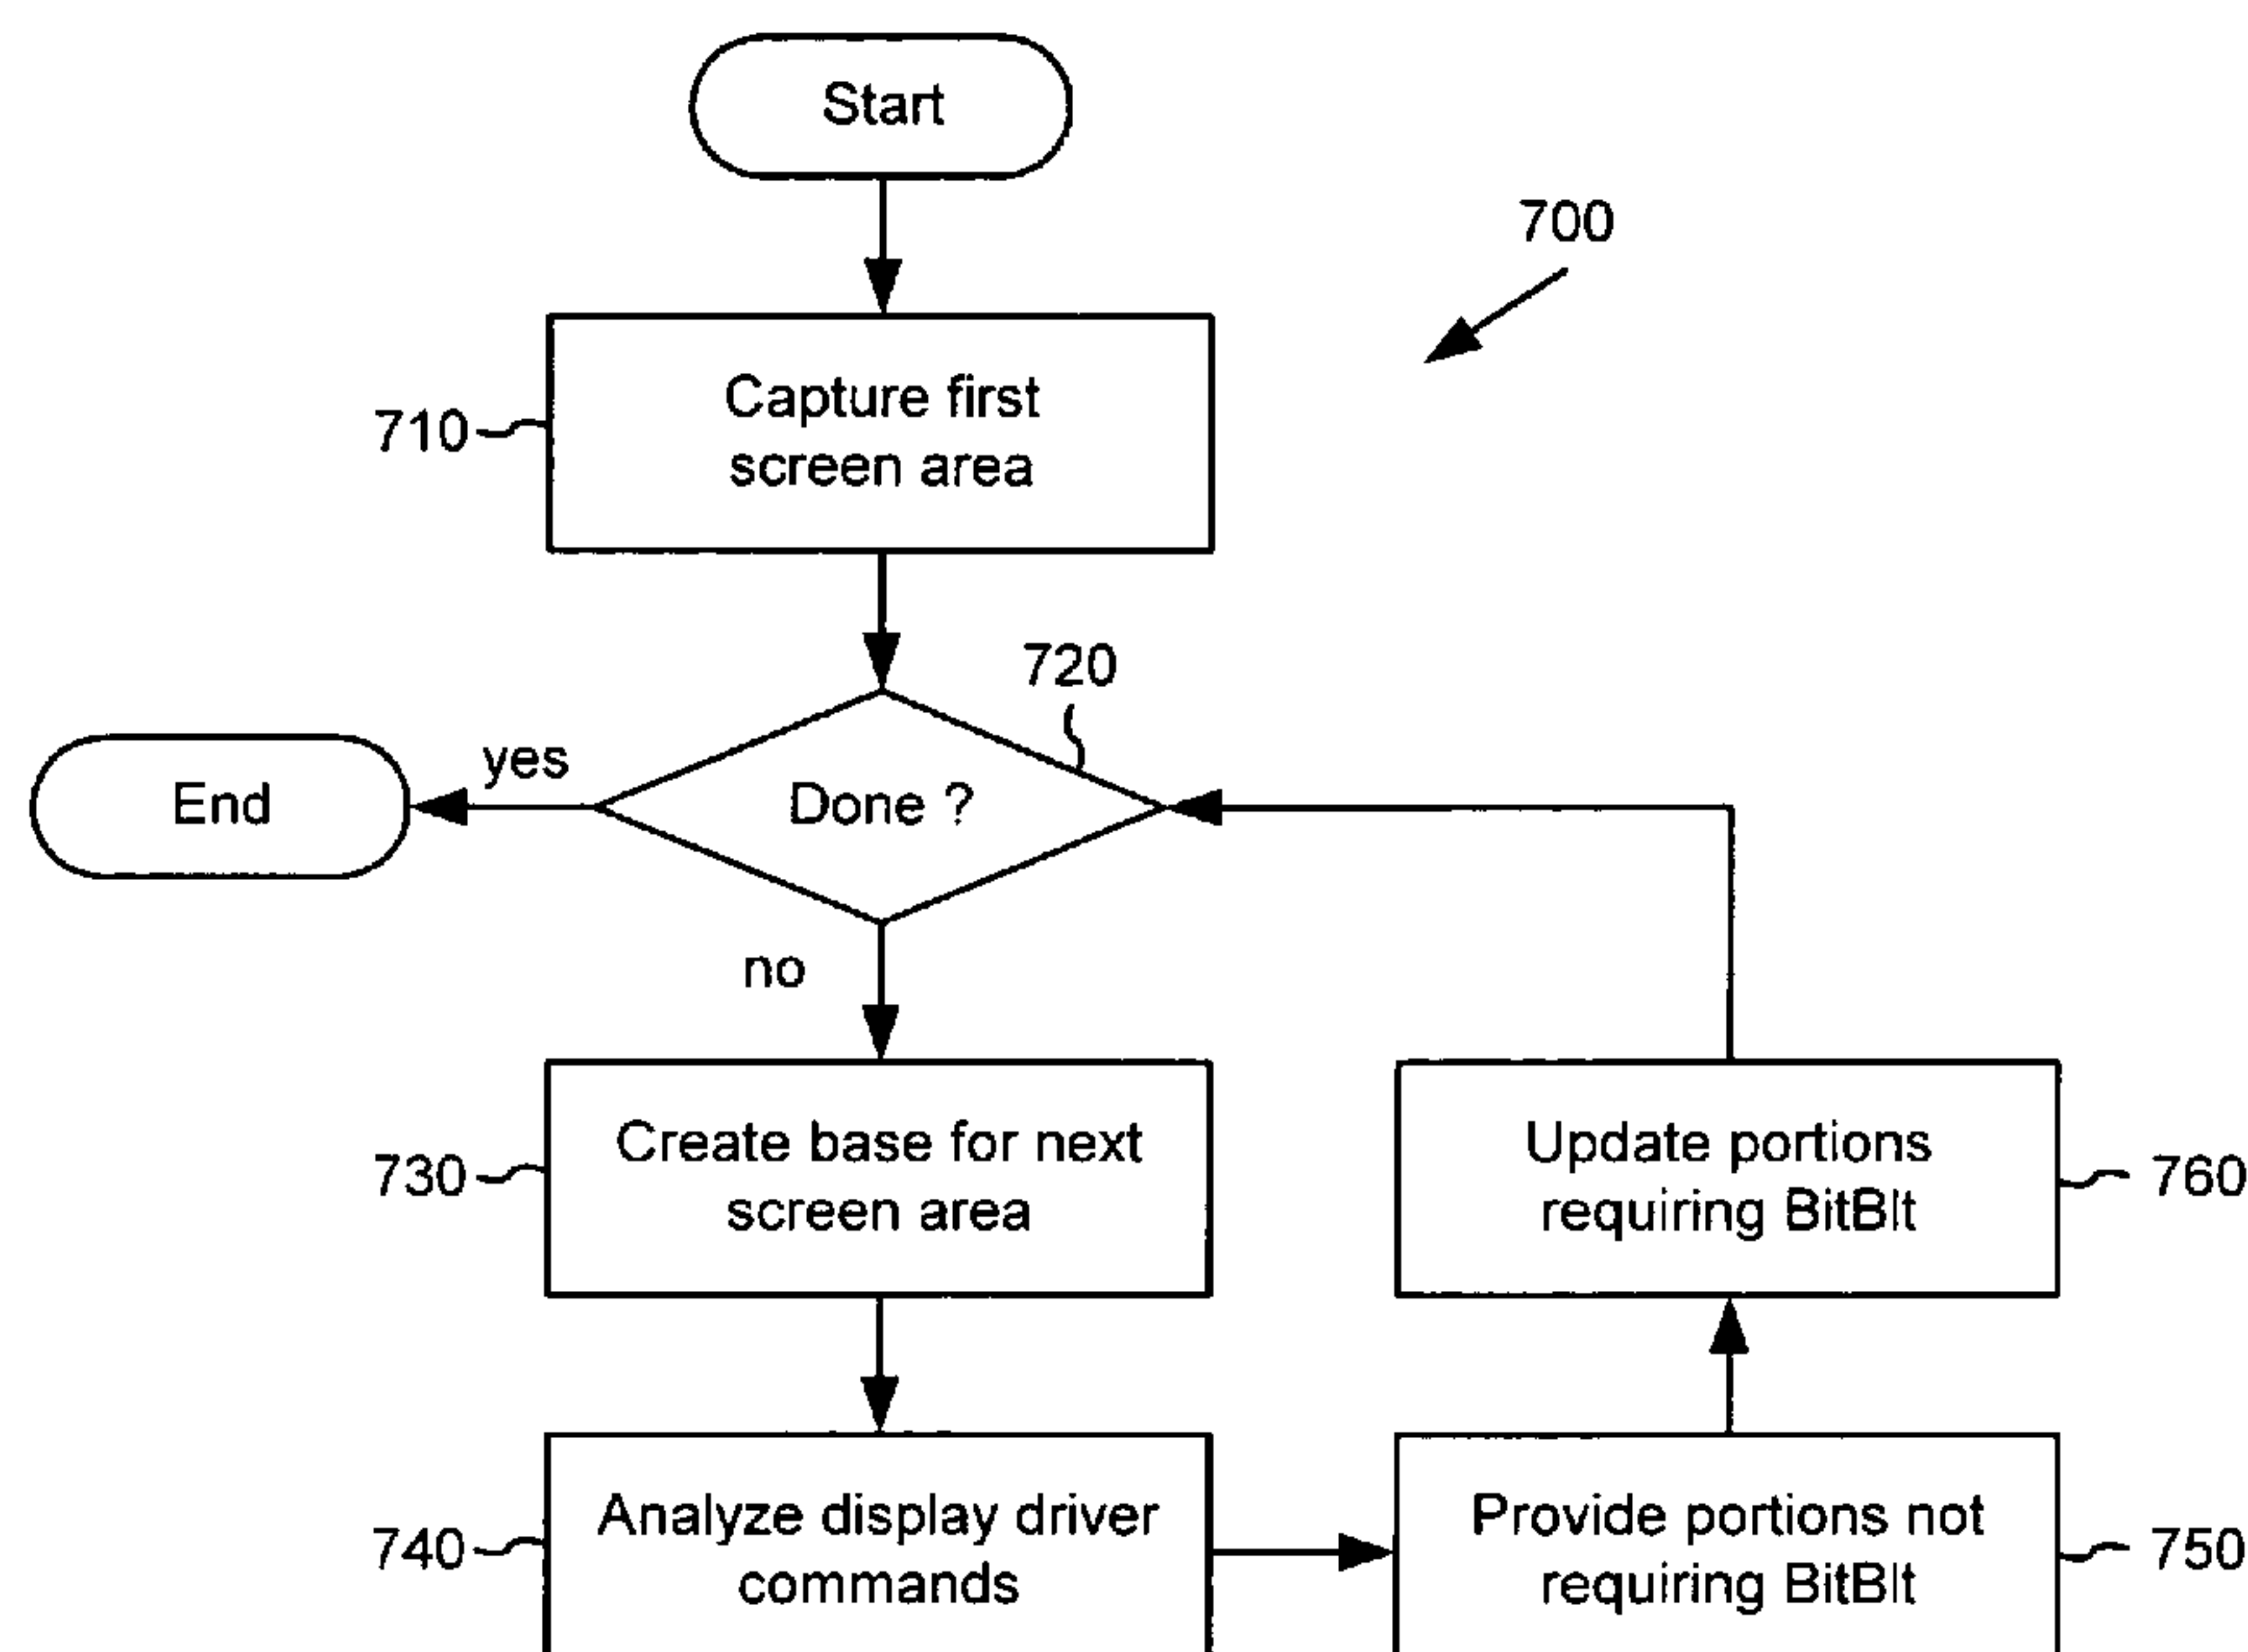 Start
700
710
Capture first
screen area
720
yes
End
Done ?
no
730
Create base for next
screen area
Update portions
requiring BitBlt
760
740
Analyze display driver
commands
Provide portions not
requiring BitBlt
750